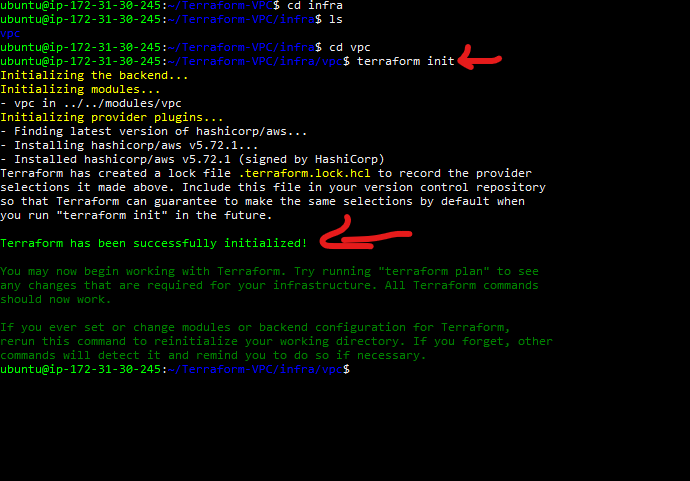 ubuntu@ip-172-31-30-245:~/Terraform-VPC$ cd infra
ubuntu@ip-172-31-30-245:~/Terraform-VPC/infra$ ls
vpc
ubuntu@ip-172-31-30-245:~/Terraform-VPC/infra$ cd vpc
ubuntu@ip-172-31-30-245:~/Terraform-VPC/infra/vpc$ terraform init
Initializing the backend...
Initializing modules...
- vpc in ../../modules/vpc
Initializing provider plugins...
- Finding latest version of hashicorp/aws...
- Installing hashicorp/aws v5.72.1...
- Installed hashicorp/aws v5.72.1 (signed by HashiCorp)
Terraform has created a lock file .terraform.lock.hcl to record the provider
selections it made above. Include this file in your version control repository
so that Terraform can guarantee to make the same selections by default when
you run "terraform init" in the future.
Terraform has been successfully initialized!
You may now begin working with Terraform. Try running "terraform plan" to see
any changes that are required for your infrastructure. All Terraform commands
should now work.
If you ever set or change modules or backend configuration for Terraform,
rerun this command to reinitialize your working directory. If you forget, other
commands will detect it and remind you to do so if necessary.
ubuntu@ip-172-31-30-245:~/Terraform-VPC/infra/vpc$